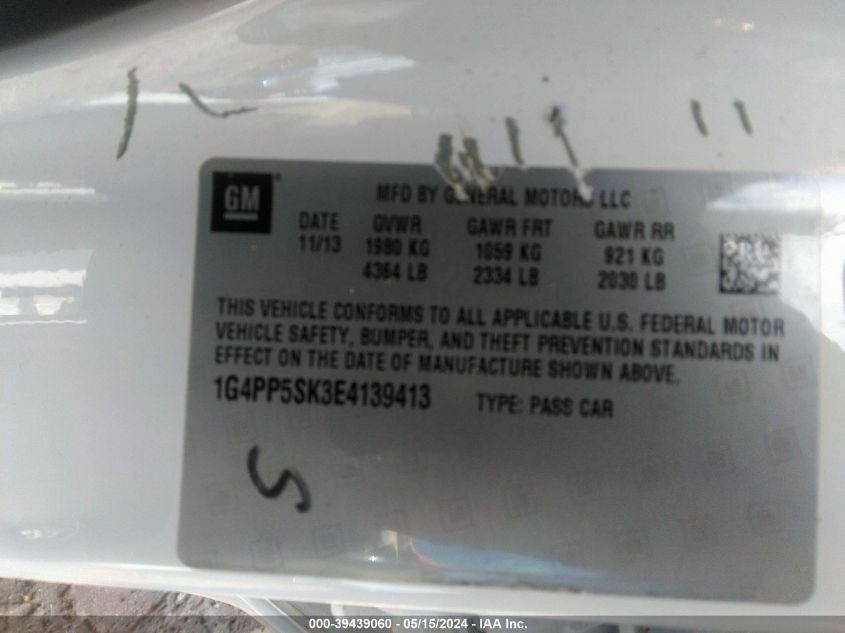 GM
MFD BY GENERAL MOTORS LLC
DATE GVWR GAWR FRT GAWR RR
11/13 1980 KG 1059 KG 921 KG
4364 LB 2334 LB 2030 LB
THIS VEHICLE CONFORMS TO ALL APPLICABLE U.S. FEDERAL MOTOR
VEHICLE SAFETY, BUMPER, AND THEFT PREVENTION STANDARDS IN
EFFECT ON THE DATE OF MANUFACTURE SHOWN ABOVE.
1G4PP5SK3E4139413 TYPE: PASS CAR
S
000-39439060 - 05/15/2024 - IAA Inc.